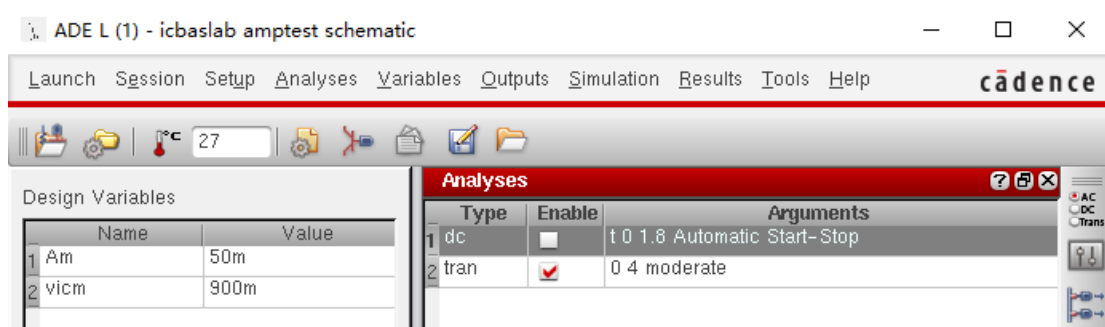 ADE L (1) - icbaslab amptest schematic
Launch Session Setup Analyses Variables Outputs Simulation Results Tools Help cādence
°C 27
Design Variables
Name Value
1 Am 50m
2 vicm 900m
Analyses
Type Enable Arguments
1 dc t 0 1.8 Automatic Start-Stop
2 tran 0 4 moderate
AC
DC
Trans